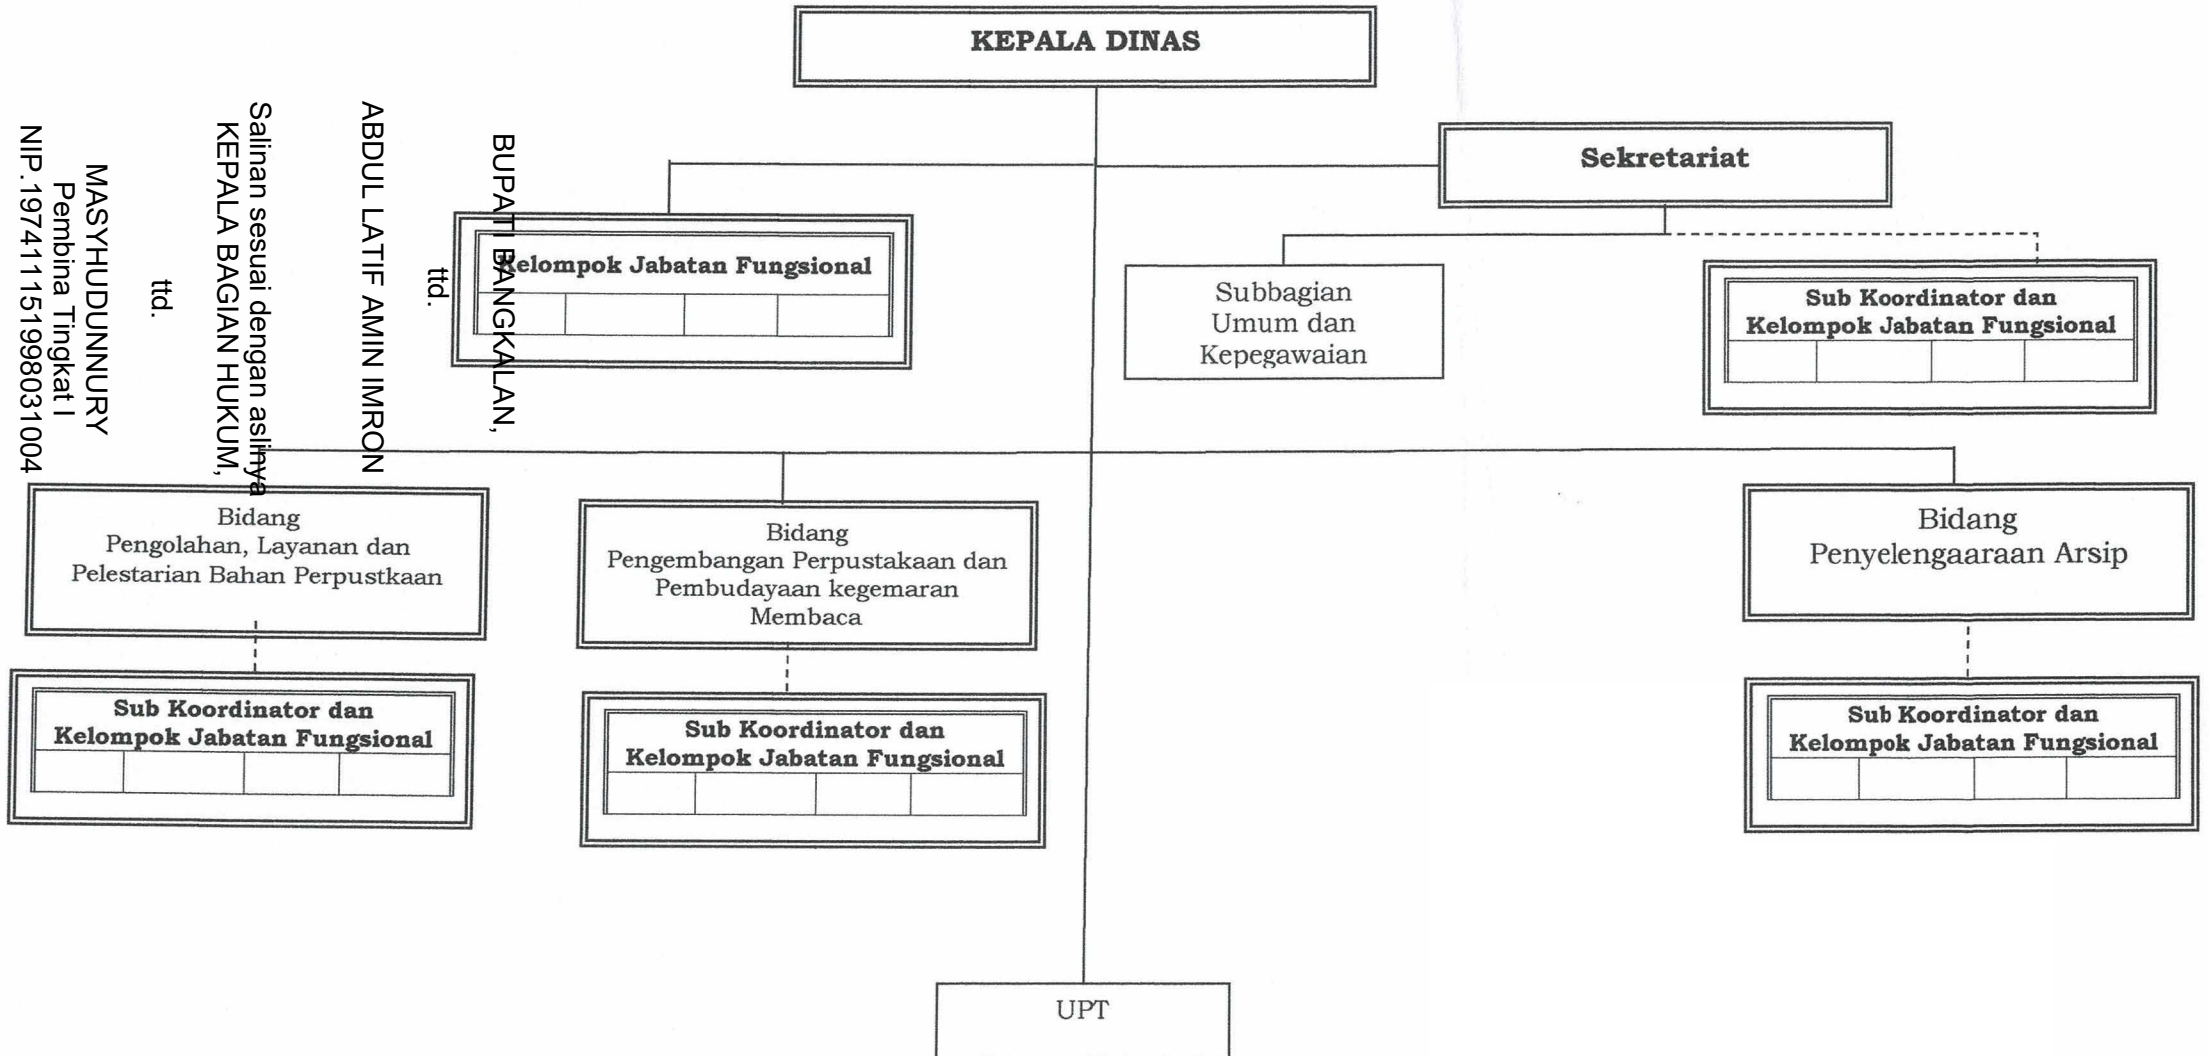 KEPALA DINAS
Sekretariat
Kelompok Jabatan Fungsional
Subbagian
Umum dan
Kepegawaian
Sub Koordinator dan
Kelompok Jabatan Fungsional
Bidang
Pengolahan, Layanan dan
Pelestarian Bahan Perpustkaan
Bidang
Pengembangan Perpustakaan dan
Pembudayaan kegemaran
Membaca
Bidang
Penyelengaaraan Arsip
Sub Koordinator dan
Kelompok Jabatan Fungsional
Sub Koordinator dan
Kelompok Jabatan Fungsional
Sub Koordinator dan
Kelompok Jabatan Fungsional
UPT
BUPATI BANGKALAN,
ttd.
ABDUL LATIF AMIN IMRON
Salinan sesuai dengan aslinya
KEPALA BAGIAN HUKUM,
ttd.
MASYHUDUNNURY
Pembina Tingkat I
NIP.197411151998031004